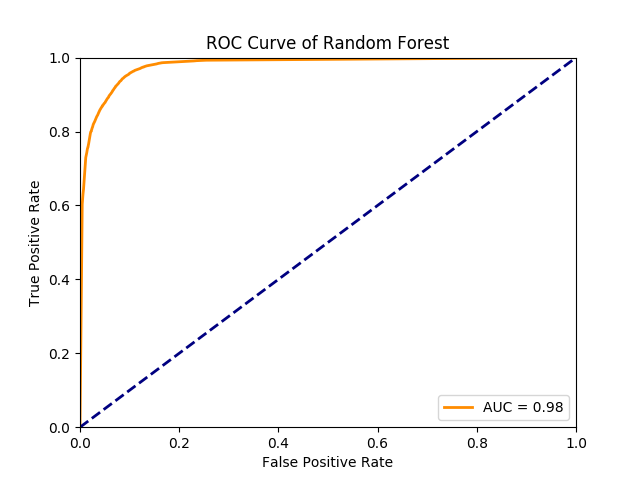 ROC Curve of Random Forest
1.0
0.8
0.6
0.4
0.2
0.0
True Positive Rate
AUC = 0.98
0.0 0.2 0.4 0.6 0.8 1.0
False Positive Rate